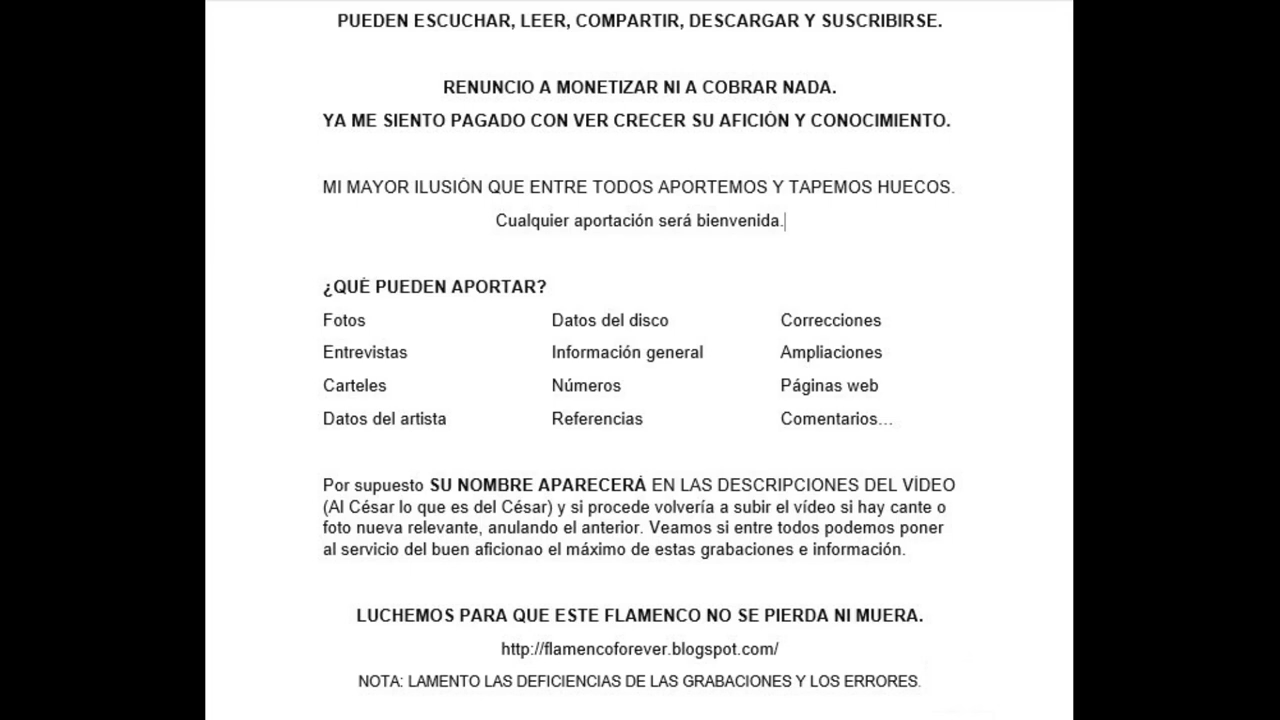 PUEDEN ESCUCHAR, LEER, COMPARTIR, DESCARGAR Y SUSCRIBIRSE.
RENUNCIO A MONETIZAR NI A COBRAR NADA.
YA ME SIENTO PAGADO CON VER CRECER SU AFICIÓN Y CONOCIMIENTO.
MI MAYOR ILUSIÓN QUE ENTRE TODOS APORTEMOS Y TAPEMOS HUECOS.
Cualquier aportación será bienvenida.
¿QUÉ PUEDEN APORTAR?
Fotos Datos del disco Correcciones
Entrevistas Información general Ampliaciones
Carteles Números Páginas web
Datos del artista Referencias Comentarios...
Por supuesto SU NOMBRE APARECERÁ EN LAS DESCRIPCIONES DEL VÍDEO
(Al César lo que es del César) y si procede volvería a subir el vídeo si hay cante o
foto nueva relevante, anulando el anterior. Veamos si entre todos podemos poner
al servicio del buen aficionao el máximo de estas grabaciones e información.
LUCHEMOS PARA QUE ESTE FLAMENCO NO SE PIERDA NI MUERA.
http://flamencoforever.blogspot.com/
NOTA: LAMENTO LAS DEFICIENCIAS DE LAS GRABACIONES Y LOS ERRORES.